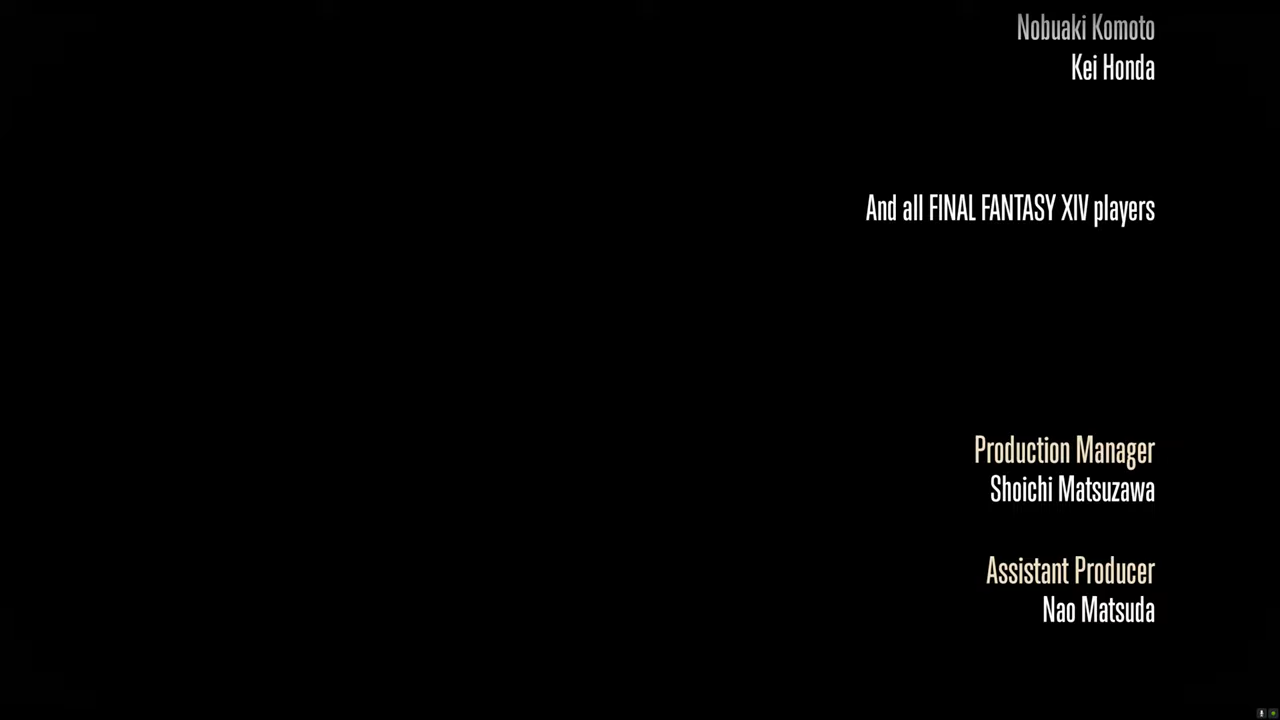 Nobuaki Komoto
Kei Honda
And all FINAL FANTASY XIV players
Production Manager
Shoichi Matsuzawa
Assistant Producer
Nao Matsuda